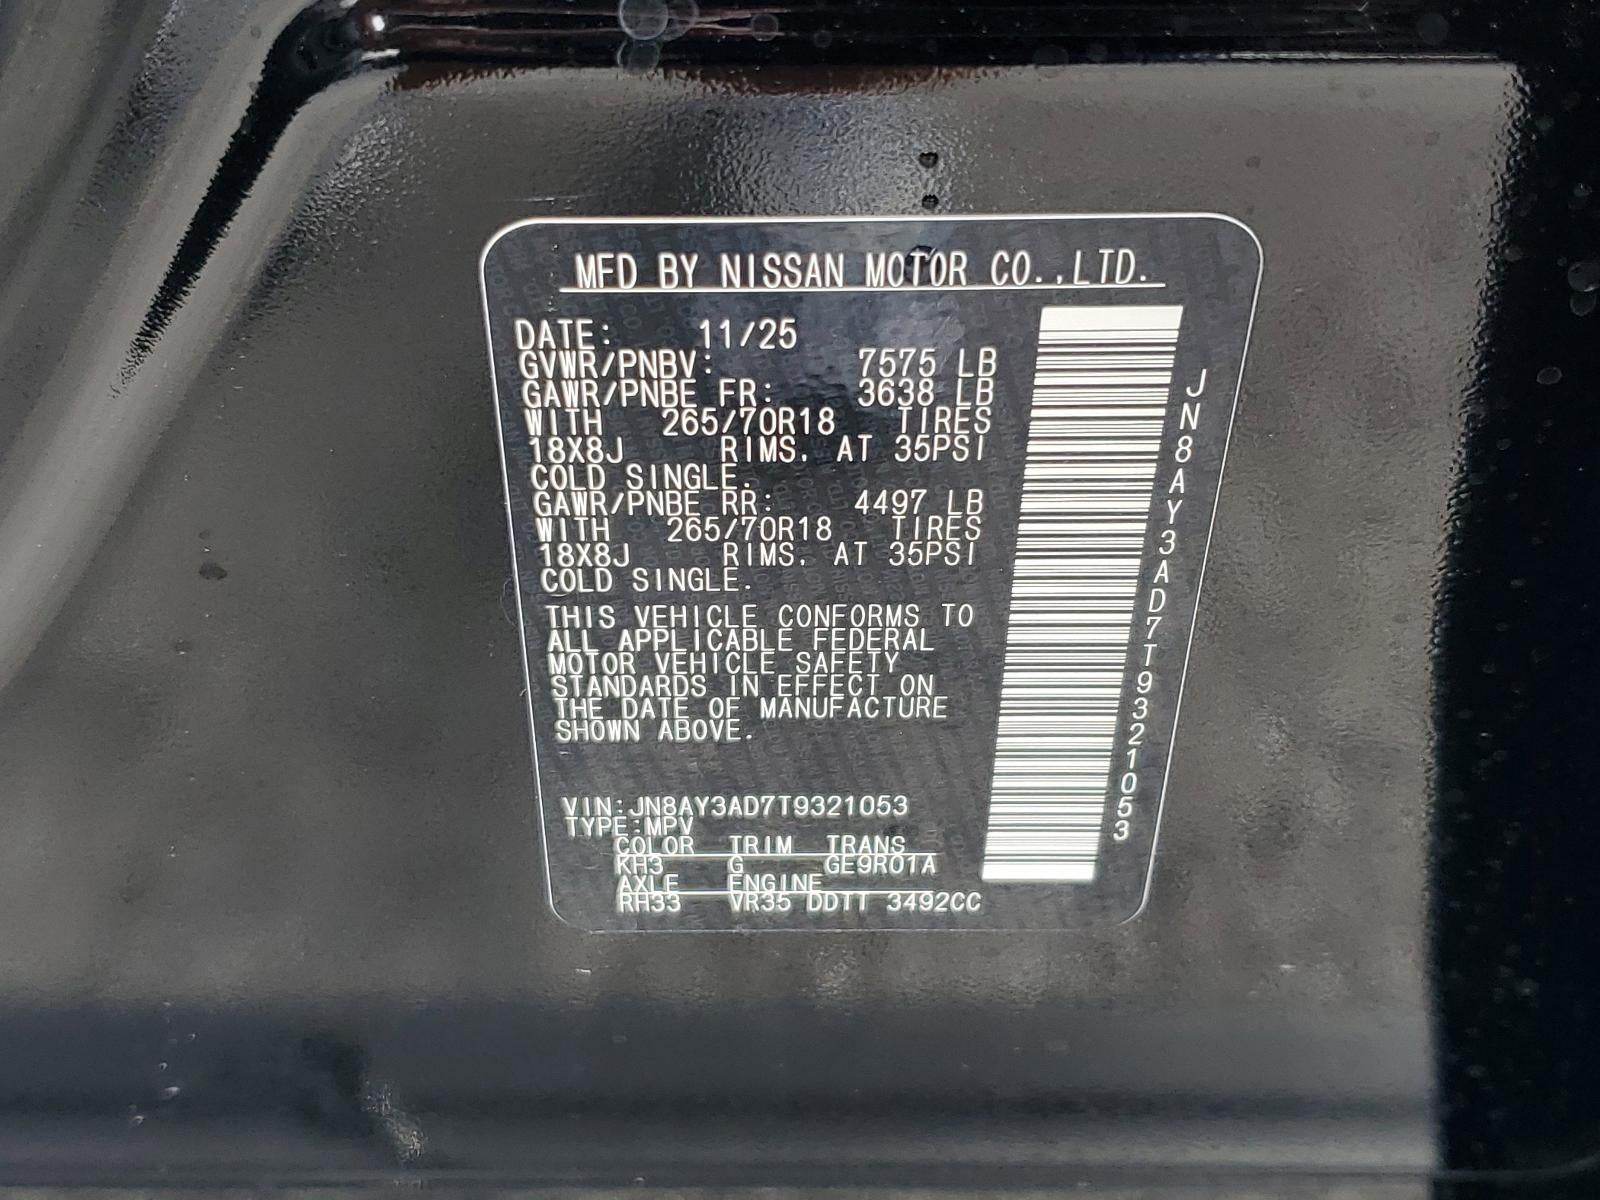 MFD BY NISSAN MOTOR CO.,LTD.
DATE: 11/25
GVWR/PNBV: 7575 LB
GAWR/PNBE FR: 3638 LB
WITH 265/70R18 TIRES
18X8J RIMS. AT 35PSI
COLD SINGLE.
GAWR/PNBE RR: 4497 LB
WITH 265/70R18 TIRES
18X8J RIMS. AT 35PSI
COLD SINGLE.
THIS VEHICLE CONFORMS TO
ALL APPLICABLE FEDERAL
MOTOR VEHICLE SAFETY
STANDARDS IN EFFECT ON
THE DATE OF MANUFACTURE
SHOWN ABOVE.
VIN:JN8AY3AD7T9321053
TYPE:MPV
COLOR TRIM TRANS
KH3 G GE9R01A
AXLE ENGINE
RH33 VR35 DDTT 3492CC
JN8AY3AD7T9321053